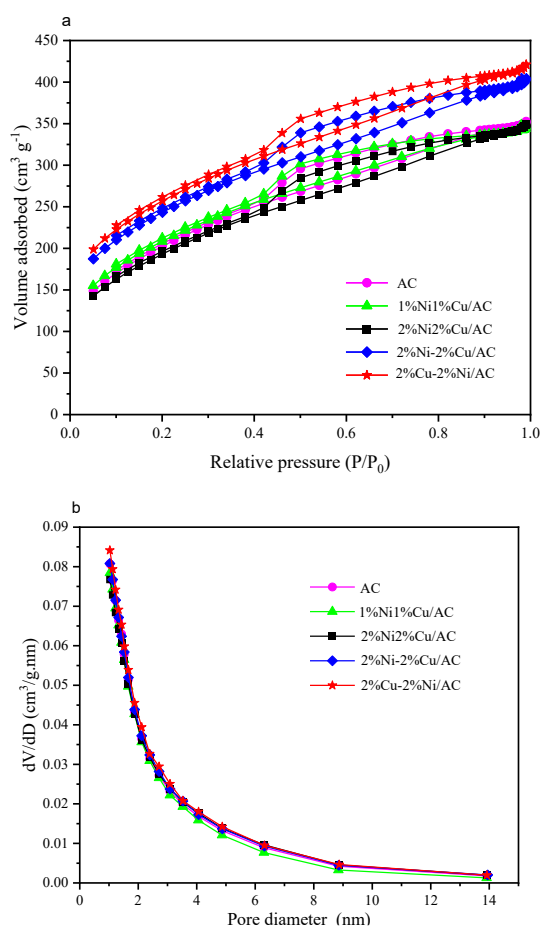 a
450
400
350
300
250
200
150
100
50
0
Volume adsorbed (cm³ g⁻¹)
AC
1%Ni1%Cu/AC
2%Ni2%Cu/AC
2%Ni-2%Cu/AC
2%Cu-2%Ni/AC
0.0 0.2 0.4 0.6 0.8 1.0
Relative pressure (P/P₀)
b
0.09
0.08
0.07
0.06
0.05
0.04
0.03
0.02
0.01
0.00
dV/dD (cm³/g.nm)
AC
1%Ni1%Cu/AC
2%Ni2%Cu/AC
2%Ni-2%Cu/AC
2%Cu-2%Ni/AC
0 2 4 6 8 10 12 14
Pore diameter (nm)